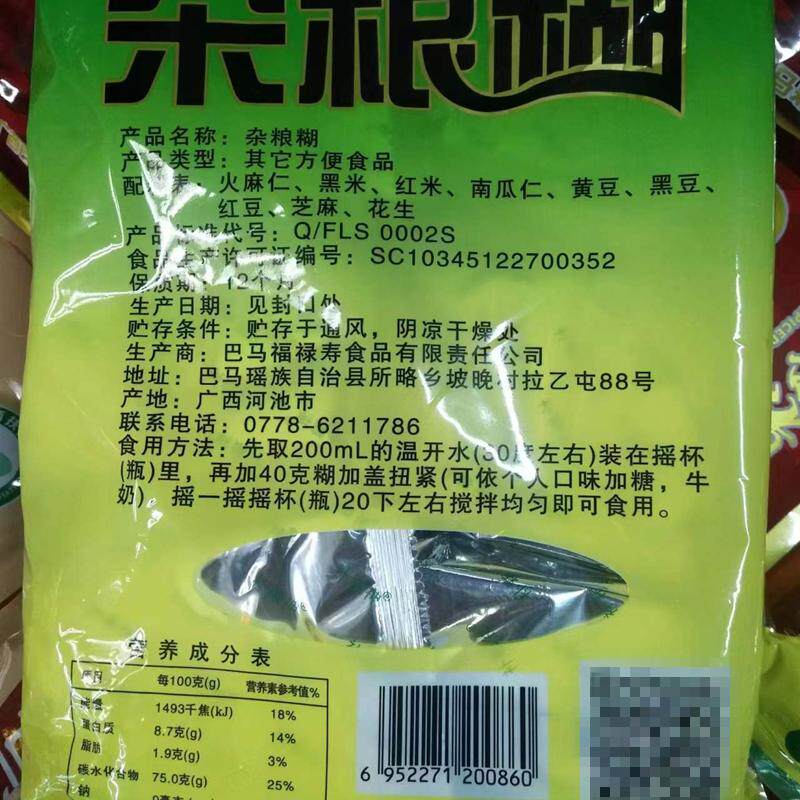 杂粮糊
产品名称：杂粮糊
产品类型：其它方便食品
配料表、火麻仁、黑米、红米、南瓜仁、黄豆、黑豆、
红豆、芝麻、花生
产品标准代号：Q/FLS 0002S
食品生产许可证编号：SC10345122700352
保质期：12个月
生产日期：见封口处
贮存条件：贮存于通风，阴凉干燥处
生产商：巴马福禄寿食品有限责任公司
地址：巴马瑶族自治县所略乡坡晚村拉乙屯88号
产地：广西河池市
联系电话：0778-6211786
食用方法：先取200mL的温开水(30度左右)装在摇杯
(瓶)里，再加40克糊加盖扭紧(可依个人口味加糖，牛
奶)，摇一摇摇杯(瓶)20下左右搅拌均匀即可食用。
营养成分表
项目 每100克(g) 营养素参考值%
能量 1493千焦(kJ) 18%
蛋白质 8.7克(g) 14%
脂肪 1.9克(g) 3%
碳水化合物 75.0克(g) 25%
钠
6 952271 200860